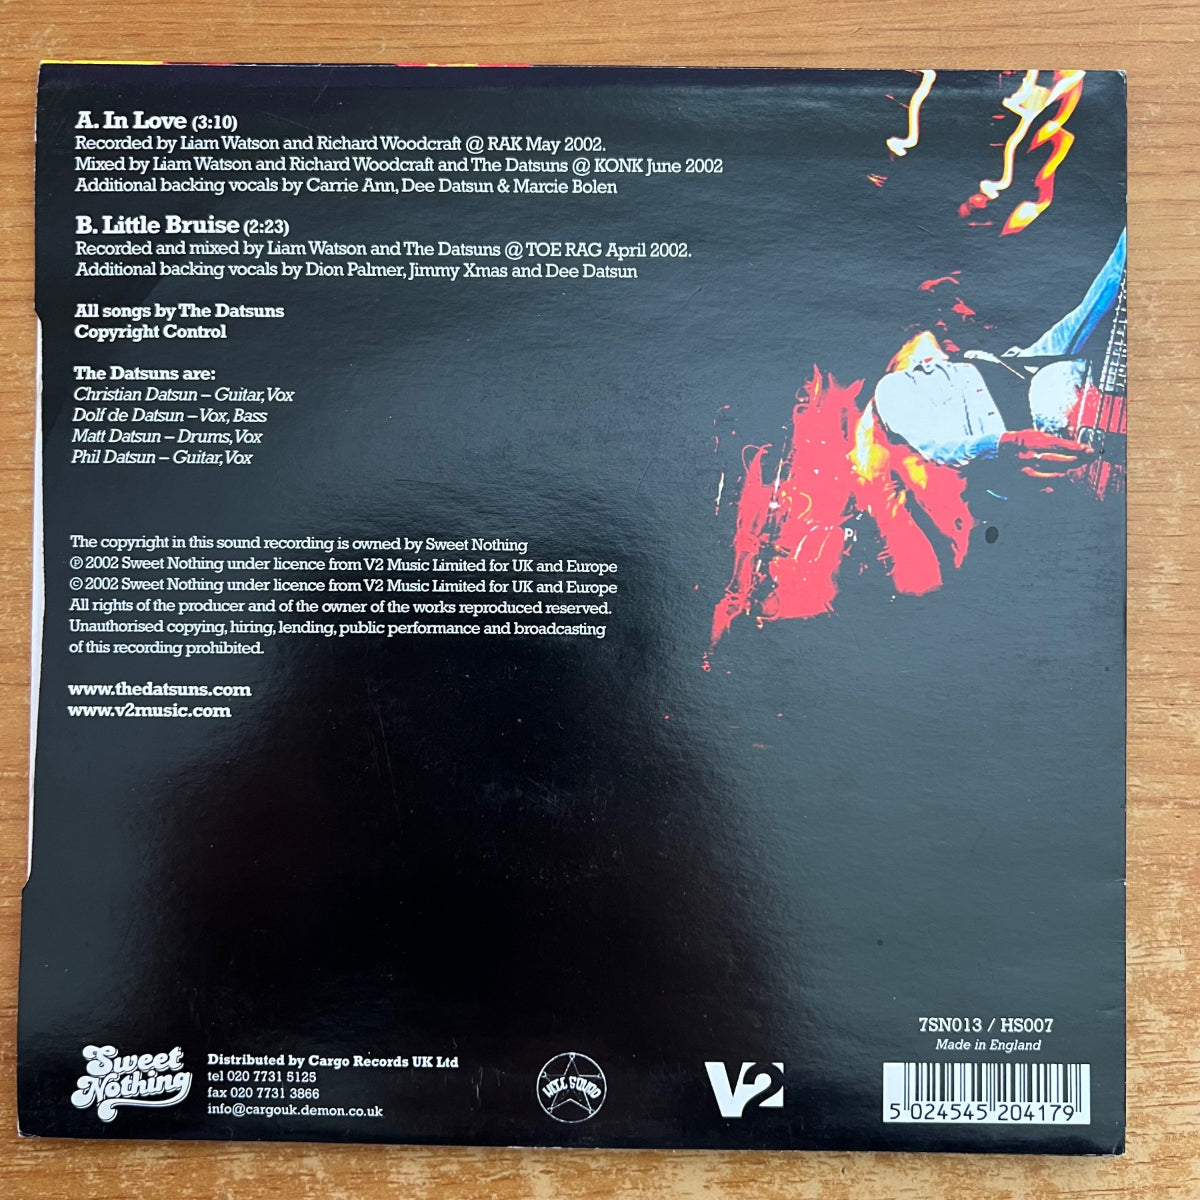 A. In Love (3:10)
Recorded by Liam Watson and Richard Woodcraft @ RAK May 2002.
Mixed by Liam Watson and Richard Woodcraft and The Datsuns @ KONK June 2002
Additional backing vocals by Carrie Ann, Dee Datsun & Marcie Bolen
B. Little Bruise (2:23)
Recorded and mixed by Liam Watson and The Datsuns @ TOE RAG April 2002.
Additional backing vocals by Dion Palmer, Jimmy Xmas and Dee Datsun
All songs by The Datsuns
Copyright Control
The Datsuns are:
Christian Datsun – Guitar, Vox
Dolf de Datsun – Vox, Bass
Matt Datsun – Drums, Vox
Phil Datsun – Guitar, Vox
The copyright in this sound recording is owned by Sweet Nothing
℗ 2002 Sweet Nothing under licence from V2 Music Limited for UK and Europe
© 2002 Sweet Nothing under licence from V2 Music Limited for UK and Europe
All rights of the producer and of the owner of the works reproduced reserved.
Unauthorised copying, hiring, lending, public performance and broadcasting
of this recording prohibited.
www.thedatsuns.com
www.v2music.com
Sweet
Nothing
Distributed by Cargo Records UK Ltd
tel 020 7731 5125
fax 020 7731 3866
info@cargouk.demon.co.uk
HELL SQUAD
V2
7SN013 / HS007
Made in England
5 024545 204179